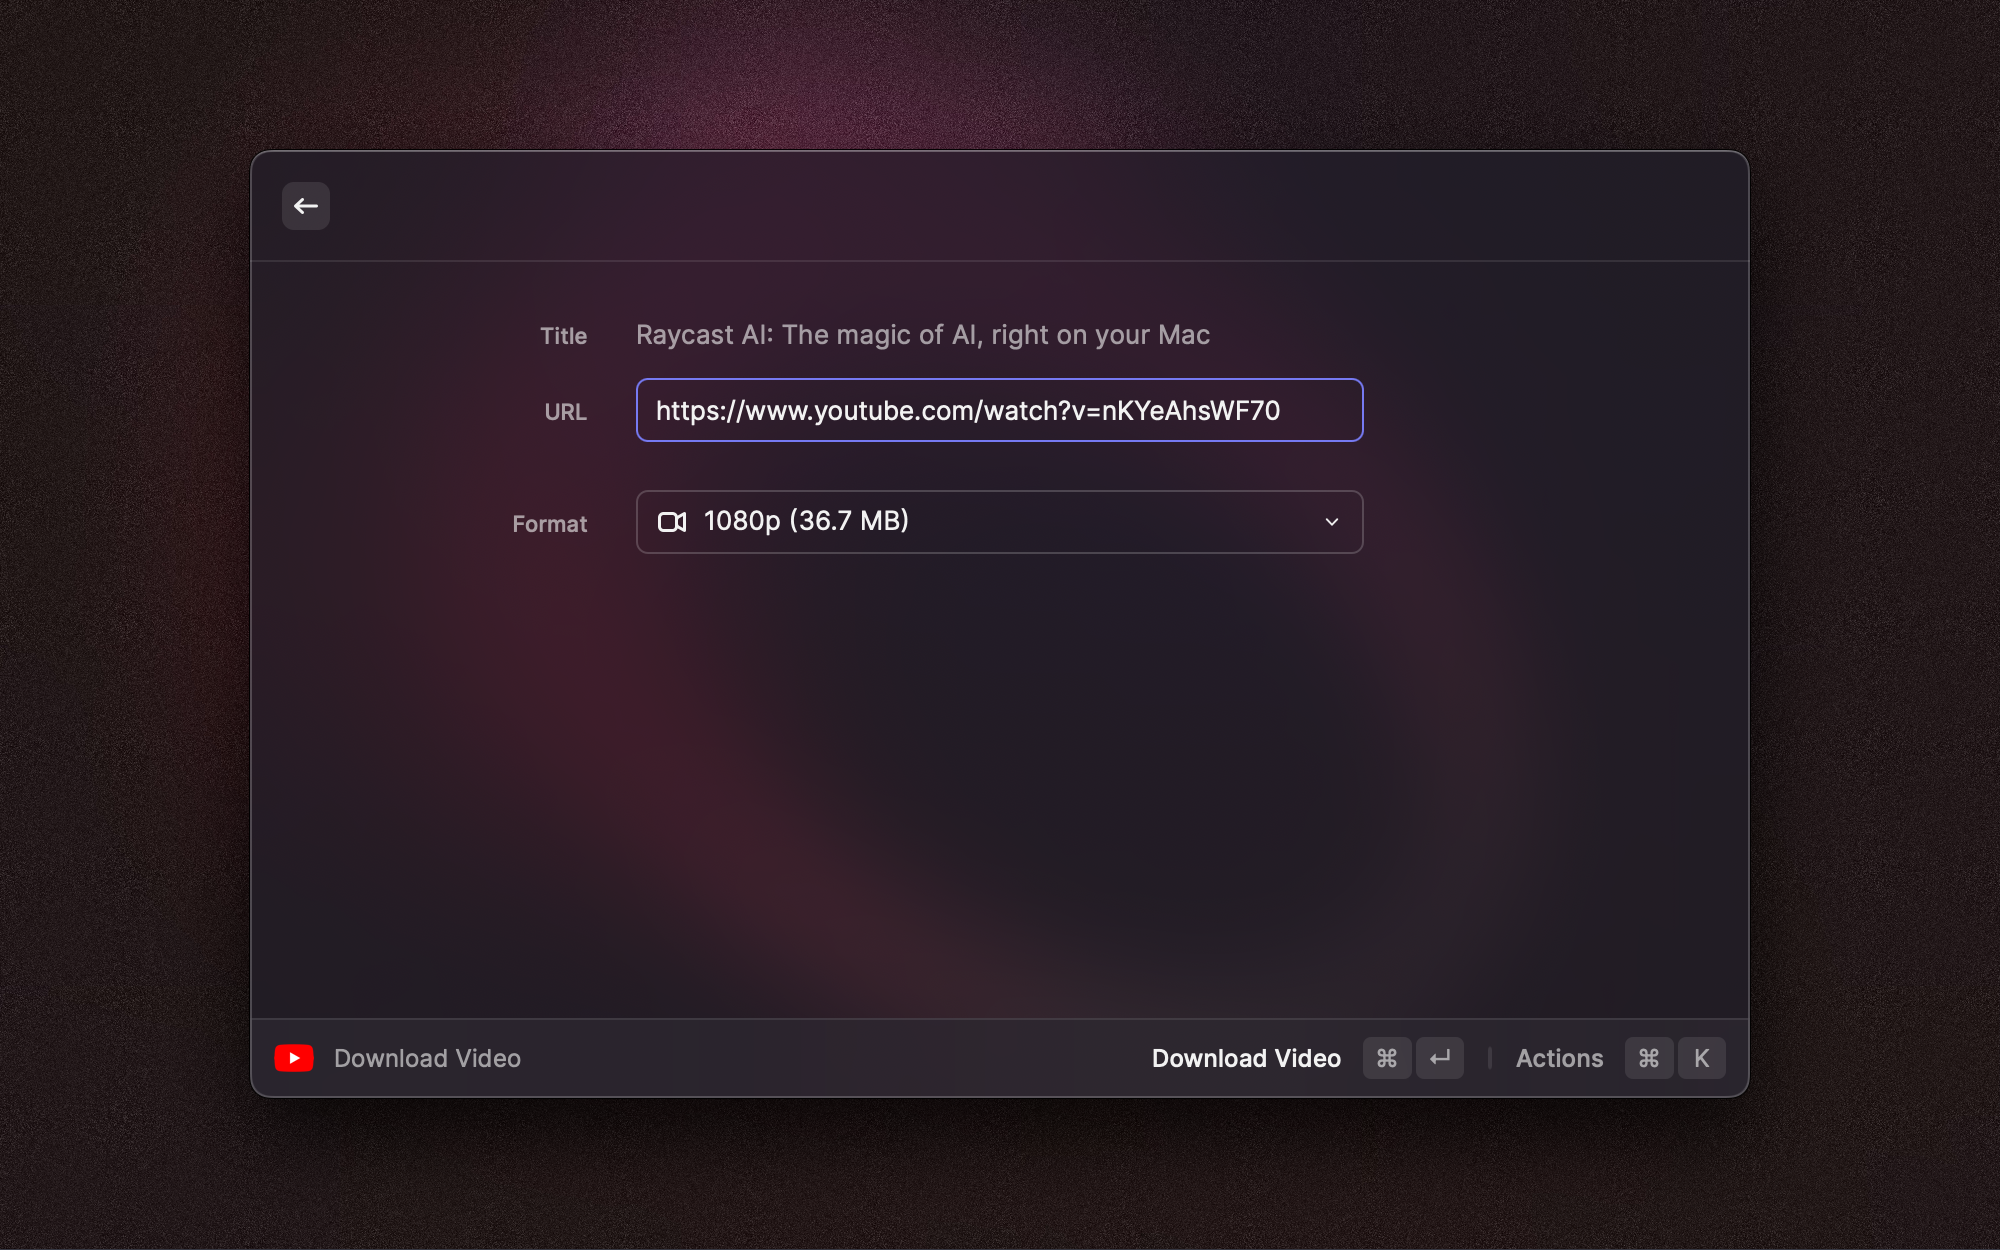 Title Raycast AI: The magic of AI, right on your Mac
URL https://www.youtube.com/watch?v=nKYeAhsWF70
Format 1080p (36.7 MB)
Download Video Download Video ⌘ ↵ Actions ⌘ K